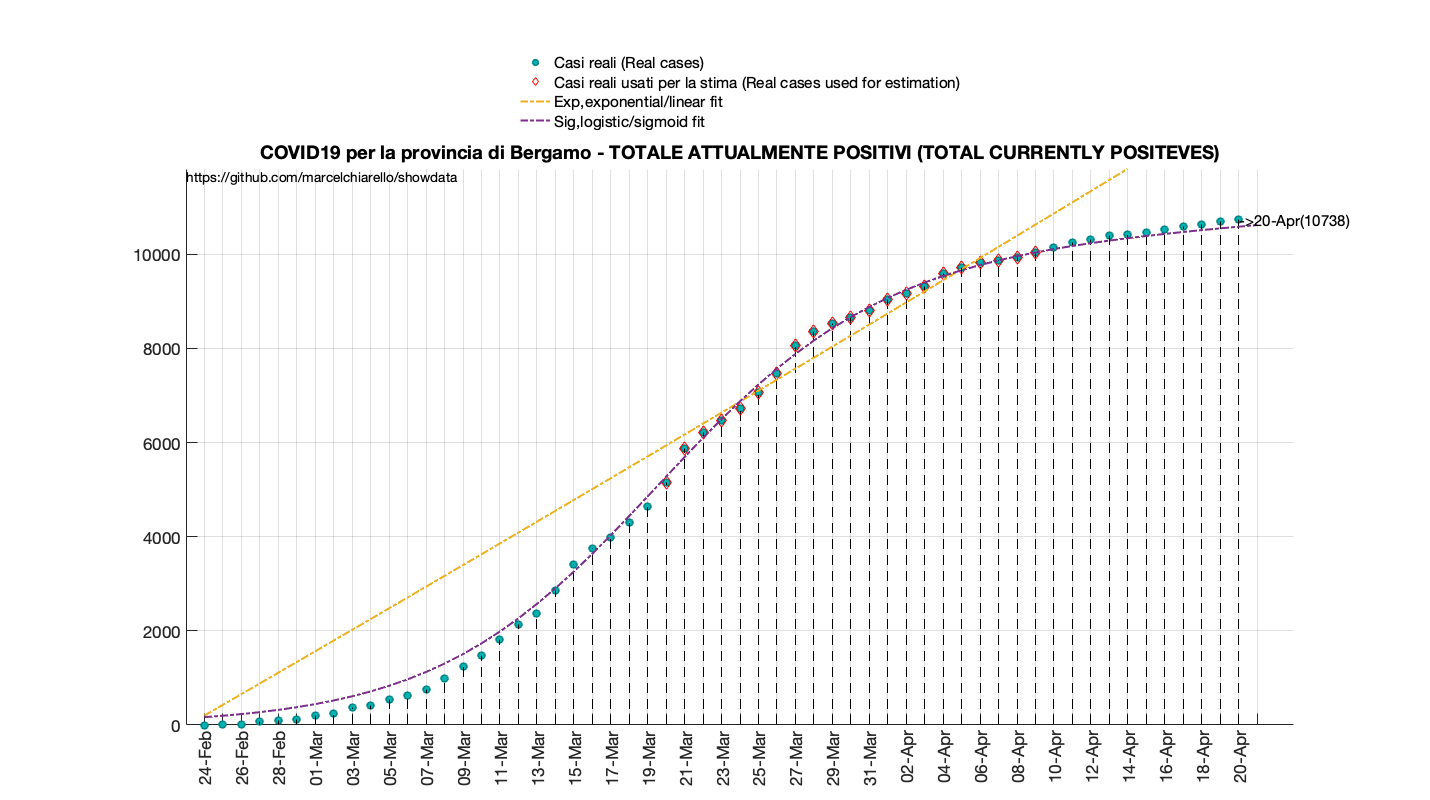 Casi reali (Real cases)
Casi reali usati per la stima (Real cases used for estimation)
Exp,exponential/linear fit
Sig,logistic/sigmoid fit
COVID19 per la provincia di Bergamo - TOTALE ATTUALMENTE POSITIVI (TOTAL CURRENTLY POSITEVES)
https://github.com/marcelchiarello/showdata
->20-Apr(10738)
10000
8000
6000
4000
2000
0
24-Feb
26-Feb
28-Feb
01-Mar
03-Mar
05-Mar
07-Mar
09-Mar
11-Mar
13-Mar
15-Mar
17-Mar
19-Mar
21-Mar
23-Mar
25-Mar
27-Mar
29-Mar
31-Mar
02-Apr
04-Apr
06-Apr
08-Apr
10-Apr
12-Apr
14-Apr
16-Apr
18-Apr
20-Apr